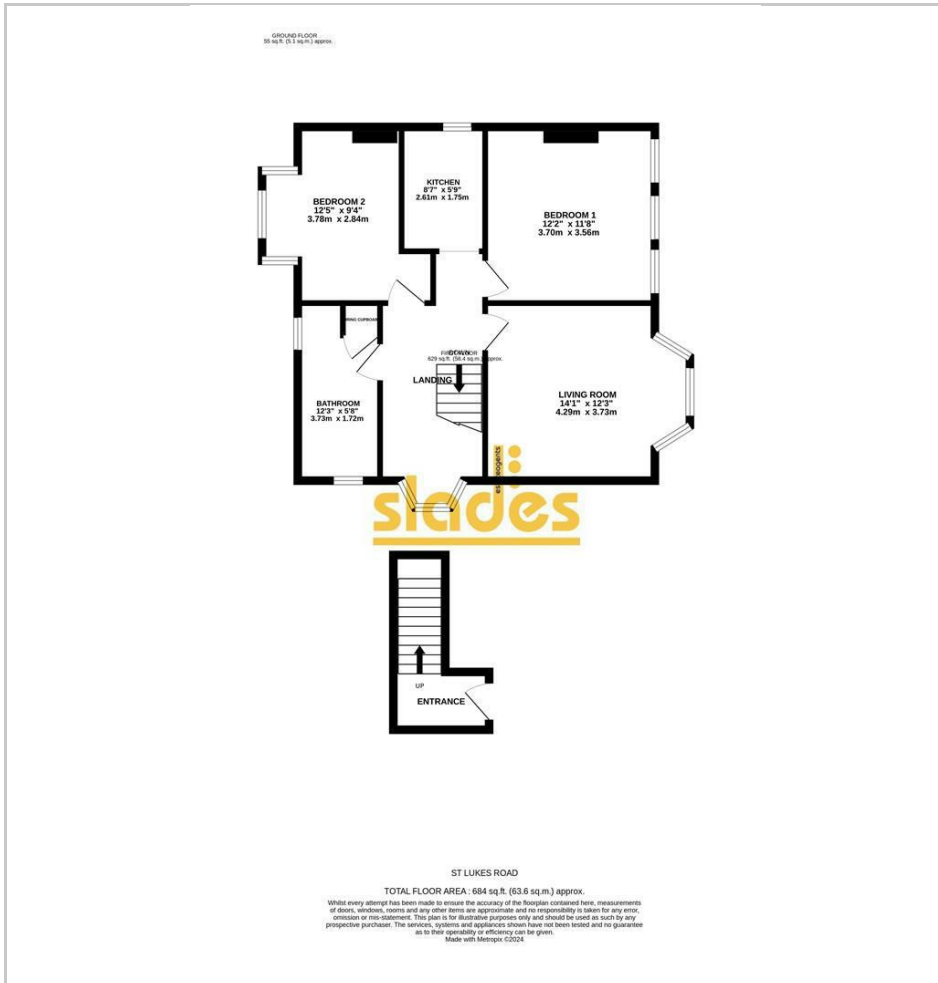 GROUND FLOOR
55 sq.ft. (5.1 sq.m.) approx.
KITCHEN
8'7" x 5'9"
2.61m x 1.75m
BEDROOM 2
12'5" x 9'4"
3.78m x 2.84m
BEDROOM 1
12'2" x 11'8"
3.70m x 3.56m
CUPBOARD
DOWN
629 sq.ft. (58.4 sq.m.) approx.
LANDING
LIVING ROOM
14'1" x 12'3"
4.29m x 3.73m
BATHROOM
12'3" x 5'8"
3.73m x 1.72m
slades
UP
ENTRANCE
ST LUKES ROAD
TOTAL FLOOR AREA : 684 sq.ft. (63.6 sq.m.) approx.
Whilst every attempt has been made to ensure the accuracy of the floorplan contained here, measurements
of doors, windows, rooms and any other items are approximate and no responsibility is taken for any error,
omission or mis-statement. This plan is for illustrative purposes only and should be used as such by any
prospective purchaser. The services, systems and appliances shown have not been tested and no guarantee
as to their operability or efficiency can be given.
Made with Metropix ©2024